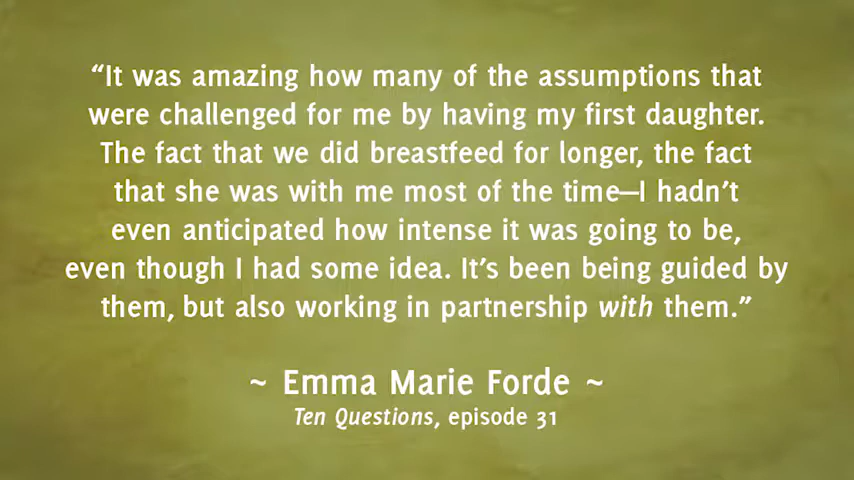 “It was amazing how many of the assumptions that
were challenged for me by having my first daughter.
The fact that we did breastfeed for longer, the fact
that she was with me most of the time—I hadn’t
even anticipated how intense it was going to be,
even though I had some idea. It’s been being guided by
them, but also working in partnership with them.”
~ Emma Marie Forde ~
Ten Questions, episode 31